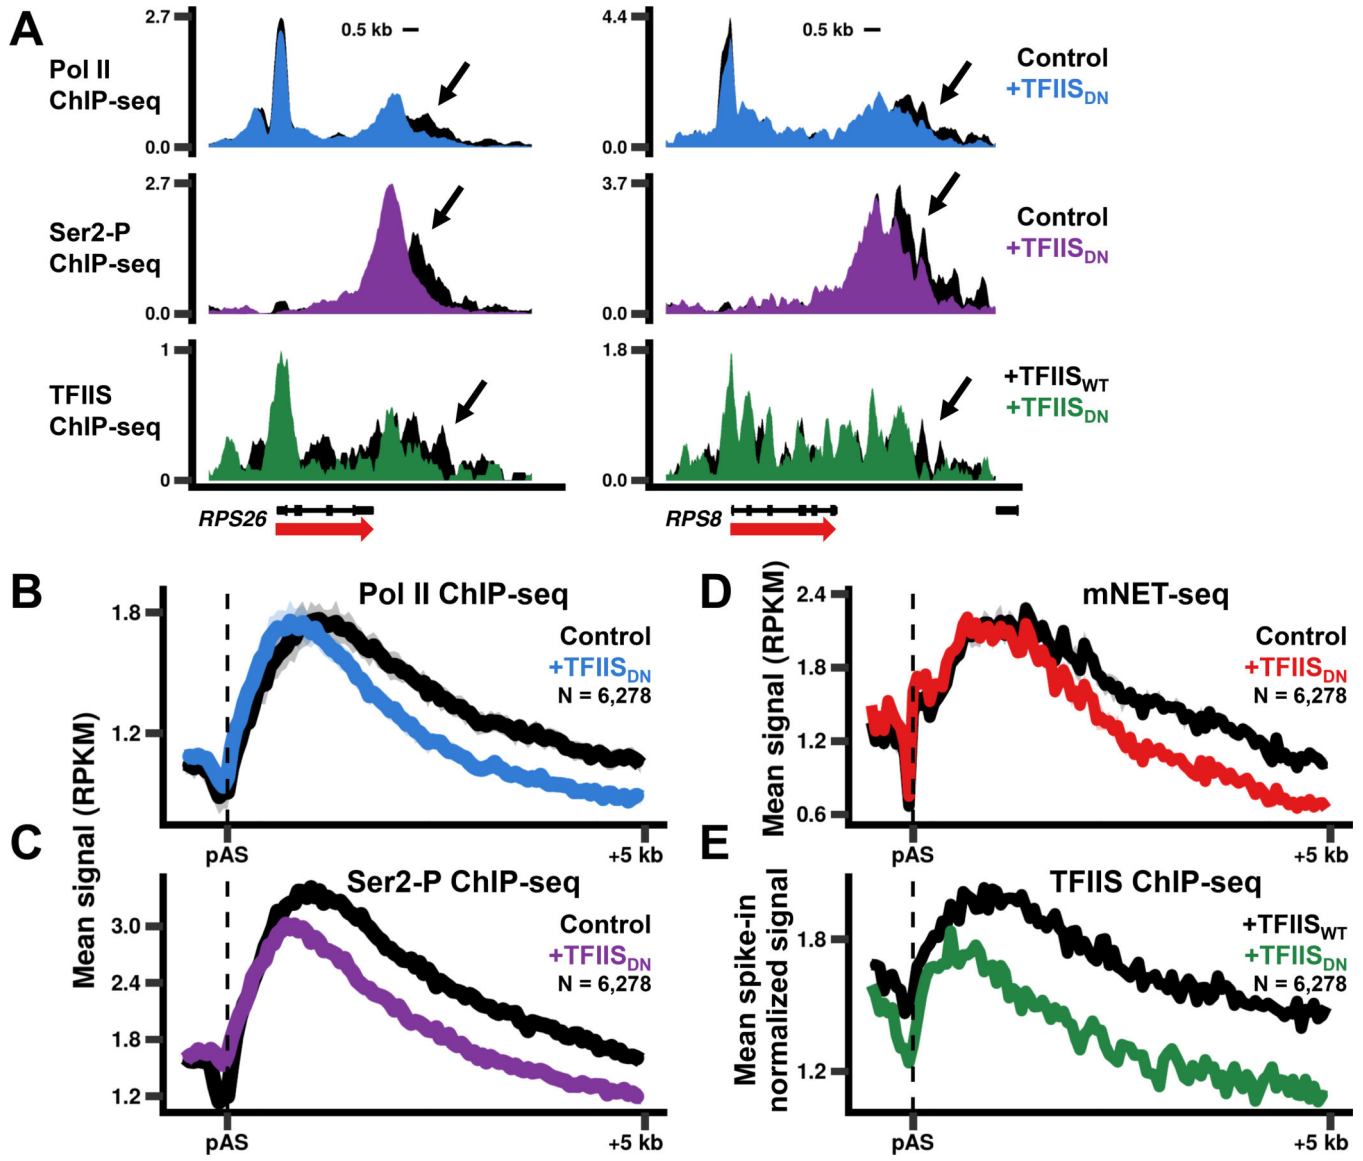 A
Pol II
ChIP-seq
2.7
0.0
0.5 kb
4.4
0.0
0.5 kb
Control
+TFIIS_DN
Ser2-P
ChIP-seq
2.7
0.0
3.7
0.0
Control
+TFIIS_DN
TFIIS
ChIP-seq
1
0
1.8
0.0
+TFIIS_WT
+TFIIS_DN
RPS26
RPS8
B
Pol II ChIP-seq
Mean signal (RPKM)
1.8
1.2
Control
+TFIIS_DN
N = 6,278
pAS
+5 kb
C
Ser2-P ChIP-seq
3.0
2.4
1.8
1.2
Control
+TFIIS_DN
N = 6,278
pAS
+5 kb
D
mNET-seq
Mean signal (RPKM)
2.4
1.8
1.2
0.6
Control
+TFIIS_DN
N = 6,278
pAS
+5 kb
E
TFIIS ChIP-seq
Mean spike-in
normalized signal
1.8
1.2
+TFIIS_WT
+TFIIS_DN
N = 6,278
pAS
+5 kb